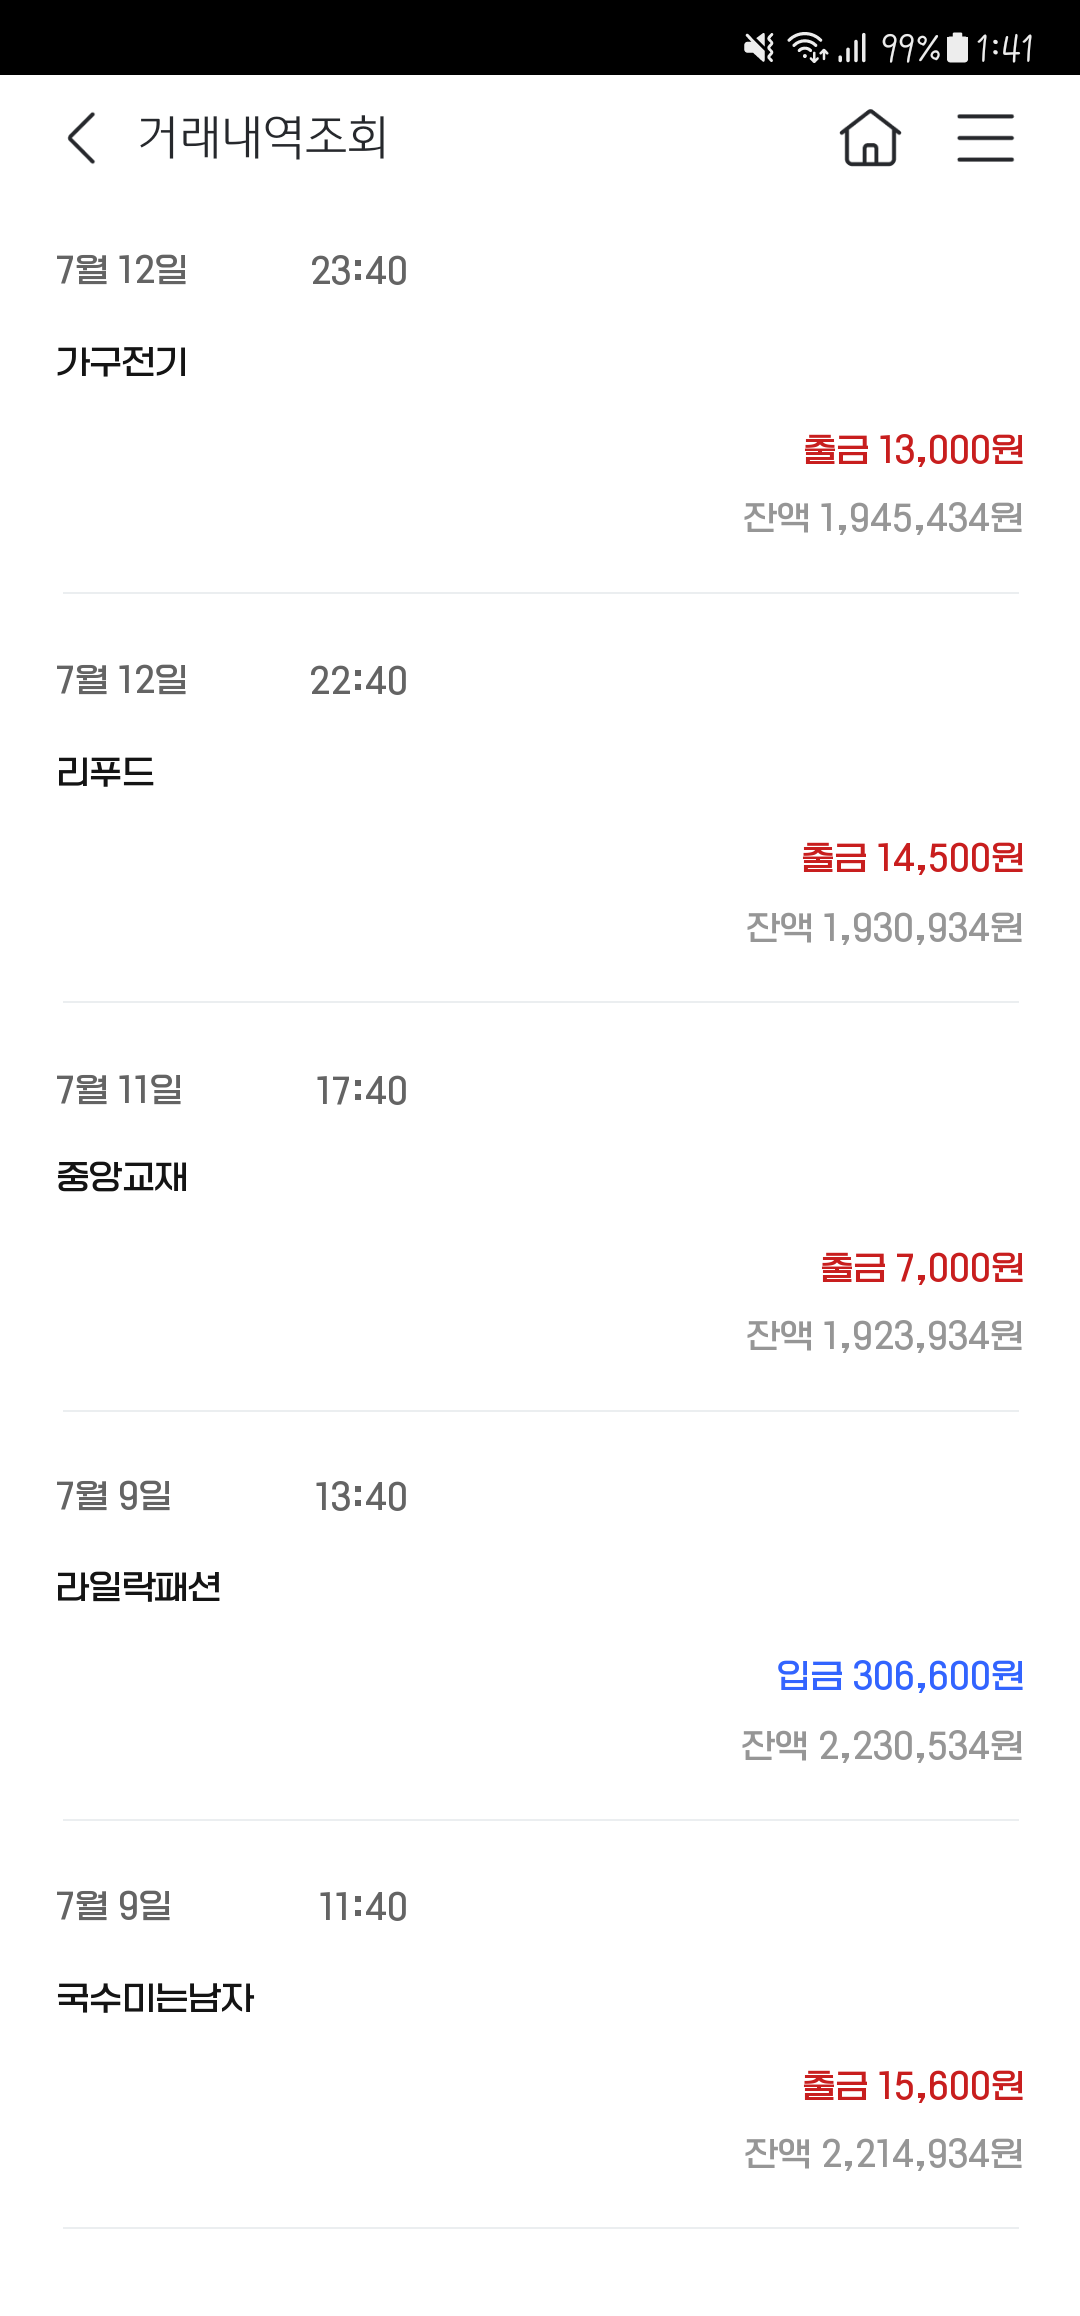 99% 1:41
거래내역조회
7월 12일 23:40
가구전기
출금 13,000원
잔액 1,945,434원
7월 12일 22:40
리푸드
출금 14,500원
잔액 1,930,934원
7월 11일 17:40
중앙교재
출금 7,000원
잔액 1,923,934원
7월 9일 13:40
라일락패션
입금 306,600원
잔액 2,230,534원
7월 9일 11:40
국수미는남자
출금 15,600원
잔액 2,214,934원